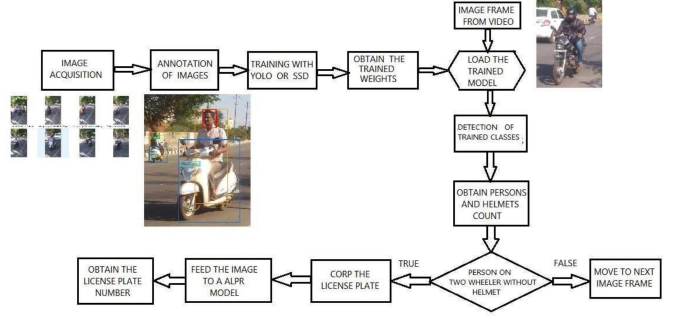 IMAGE FRAME
FROM VIDEO
IMAGE
ACQUISITION
ANNOTATION
OF IMAGES
TRAINING WITH
YOLO OR SSD
OBTAIN THE
TRAINED
WEIGHTS
LOAD THE
TRAINED
MODEL
DETECTION OF
TRAINED CLASSES ,
OBTAIN PERSONS
AND HELMETS
COUNT
PERSON ON
TWO WHEELER WITHOUT
HELMET
TRUE
FALSE
MOVE TO NEXT
IMAGE FRAME
CORP THE
LICENSE PLATE
FEED THE IMAGE
TO A ALPR
MODEL
OBTAIN THE
LICENSE PLATE
NUMBER